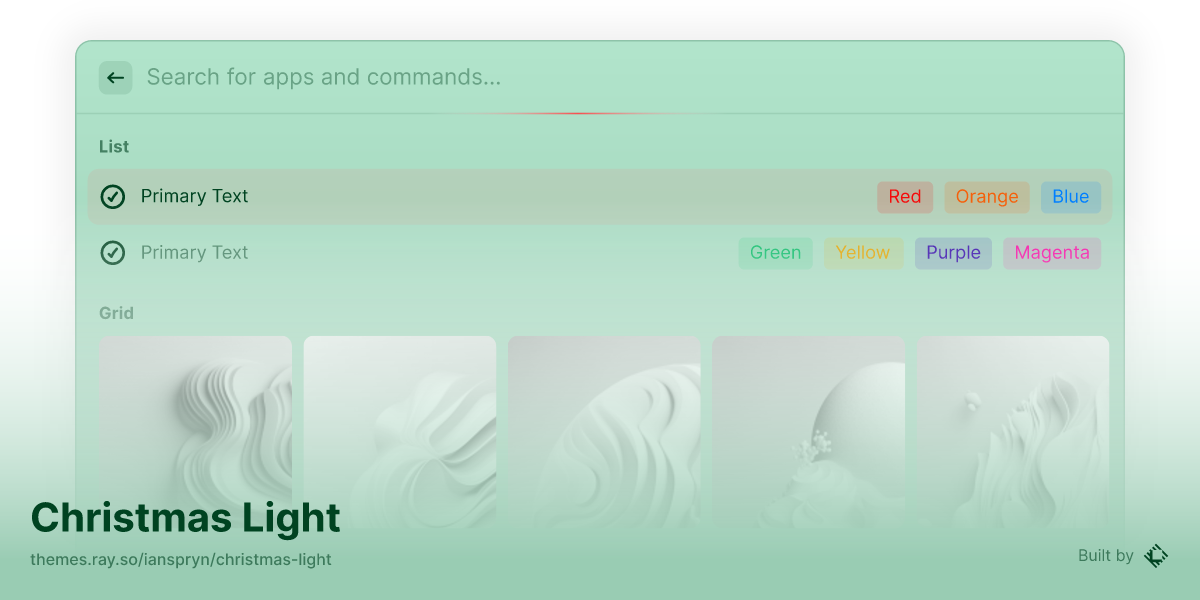 Search for apps and commands...
List
Primary Text Red Orange Blue
Primary Text Green Yellow Purple Magenta
Grid
Christmas Light
themes.ray.so/ianspryn/christmas-light
Built by